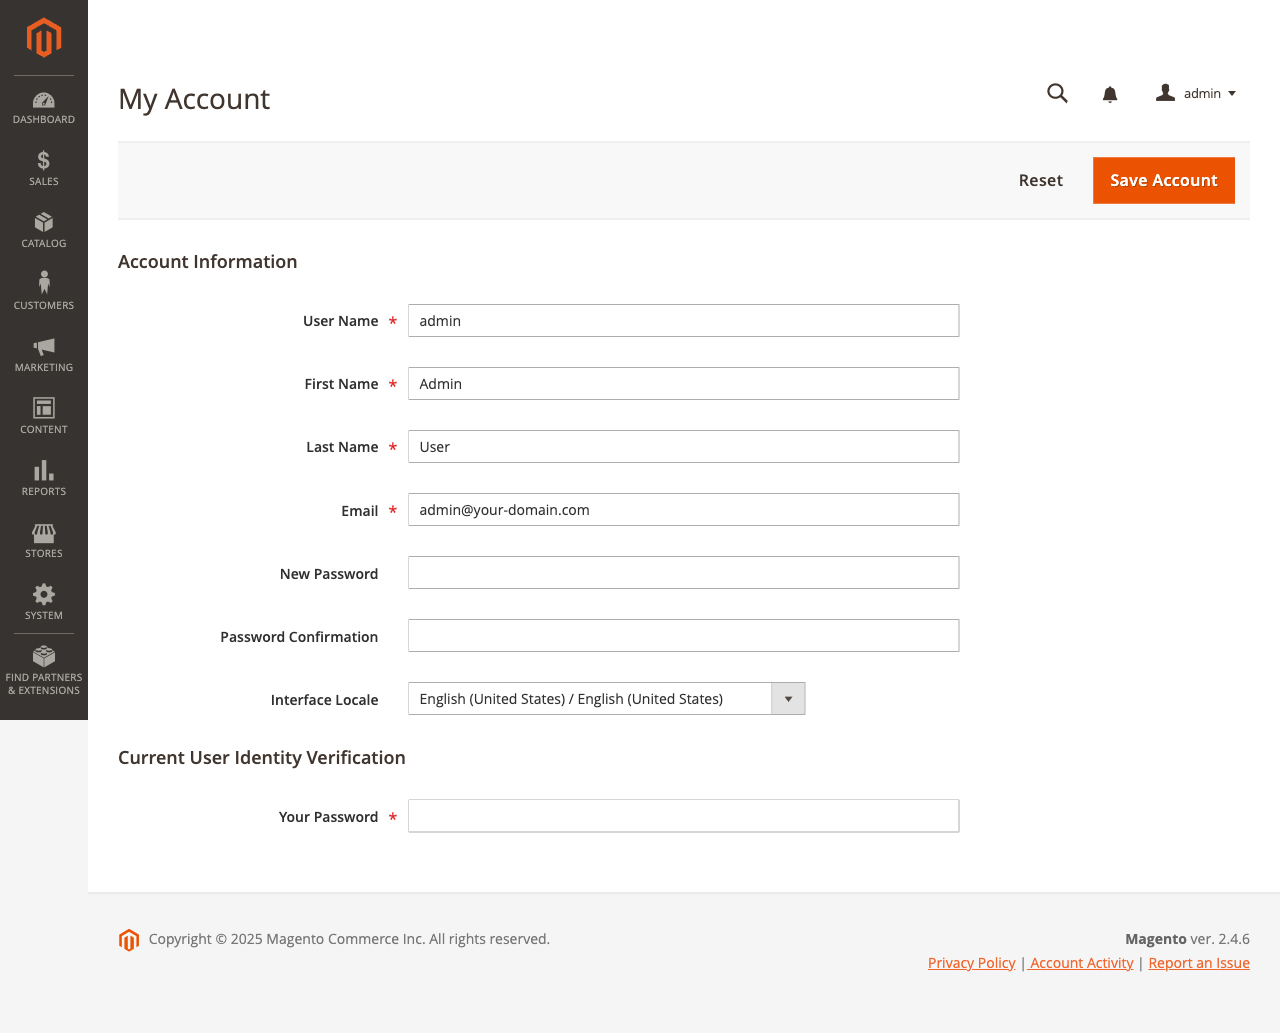 DASHBOARD
SALES
CATALOG
CUSTOMERS
MARKETING
CONTENT
REPORTS
STORES
SYSTEM
FIND PARTNERS
& EXTENSIONS
My Account
admin
Reset
Save Account
Account Information
User Name *
admin
First Name *
Admin
Last Name *
User
Email *
admin@your-domain.com
New Password
Password Confirmation
Interface Locale
English (United States) / English (United States)
Current User Identity Verification
Your Password *
Copyright © 2025 Magento Commerce Inc. All rights reserved.
Magento ver. 2.4.6
Privacy Policy | Account Activity | Report an Issue